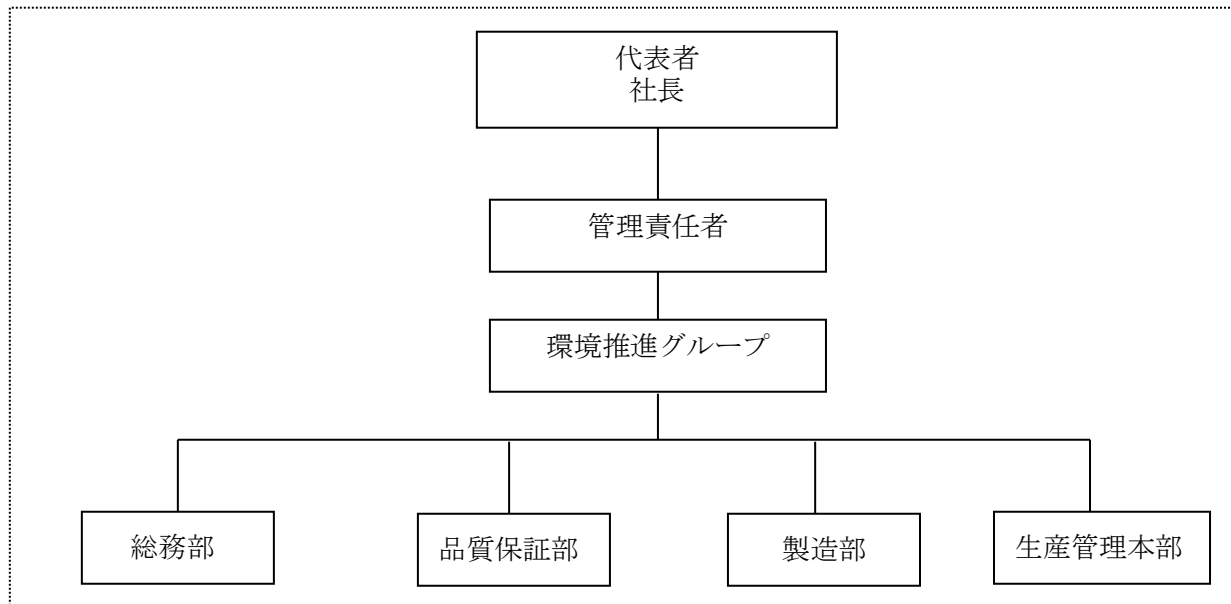 代表者
社長
管理責任者
環境推進グループ
総務部
品質保証部
製造部
生産管理本部